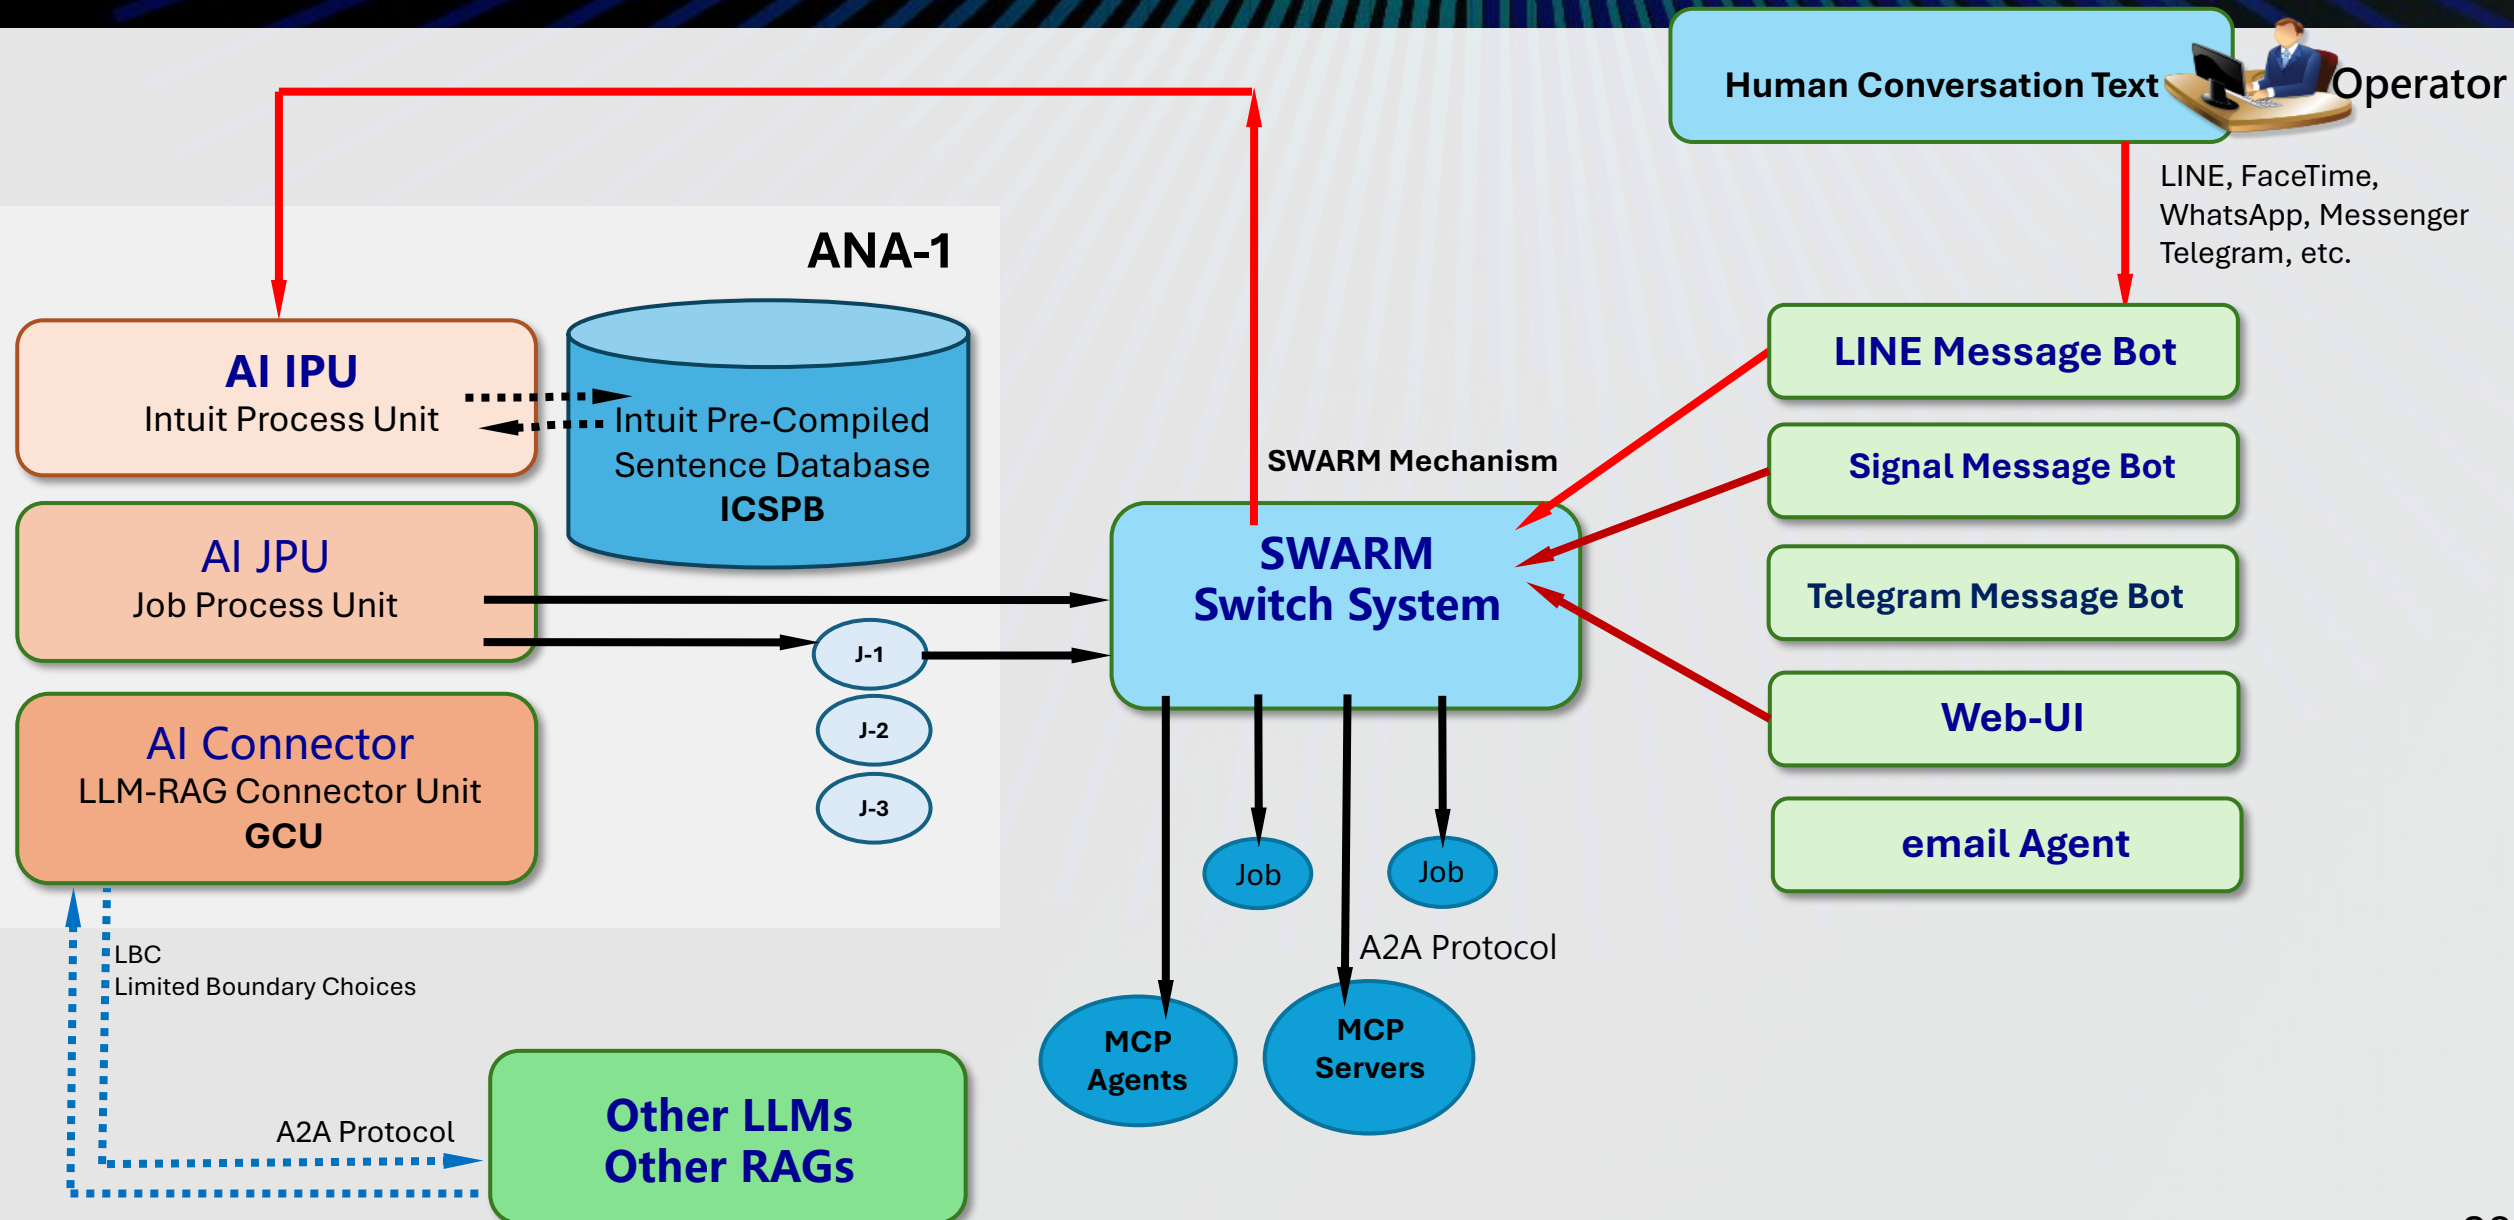 Human Conversation Text
Operator
LINE, FaceTime,
WhatsApp, Messenger
Telegram, etc.
ANA-1
AI IPU
Intuit Process Unit
Intuit Pre-Compiled
Sentence Database
ICSPB
AI JPU
Job Process Unit
J-1
J-2
J-3
AI Connector
LLM-RAG Connector Unit
GCU
LBC
Limited Boundary Choices
A2A Protocol
Other LLMs
Other RAGs
SWARM Mechanism
SWARM
Switch System
Job
Job
A2A Protocol
MCP
Agents
MCP
Servers
LINE Message Bot
Signal Message Bot
Telegram Message Bot
Web-UI
email Agent